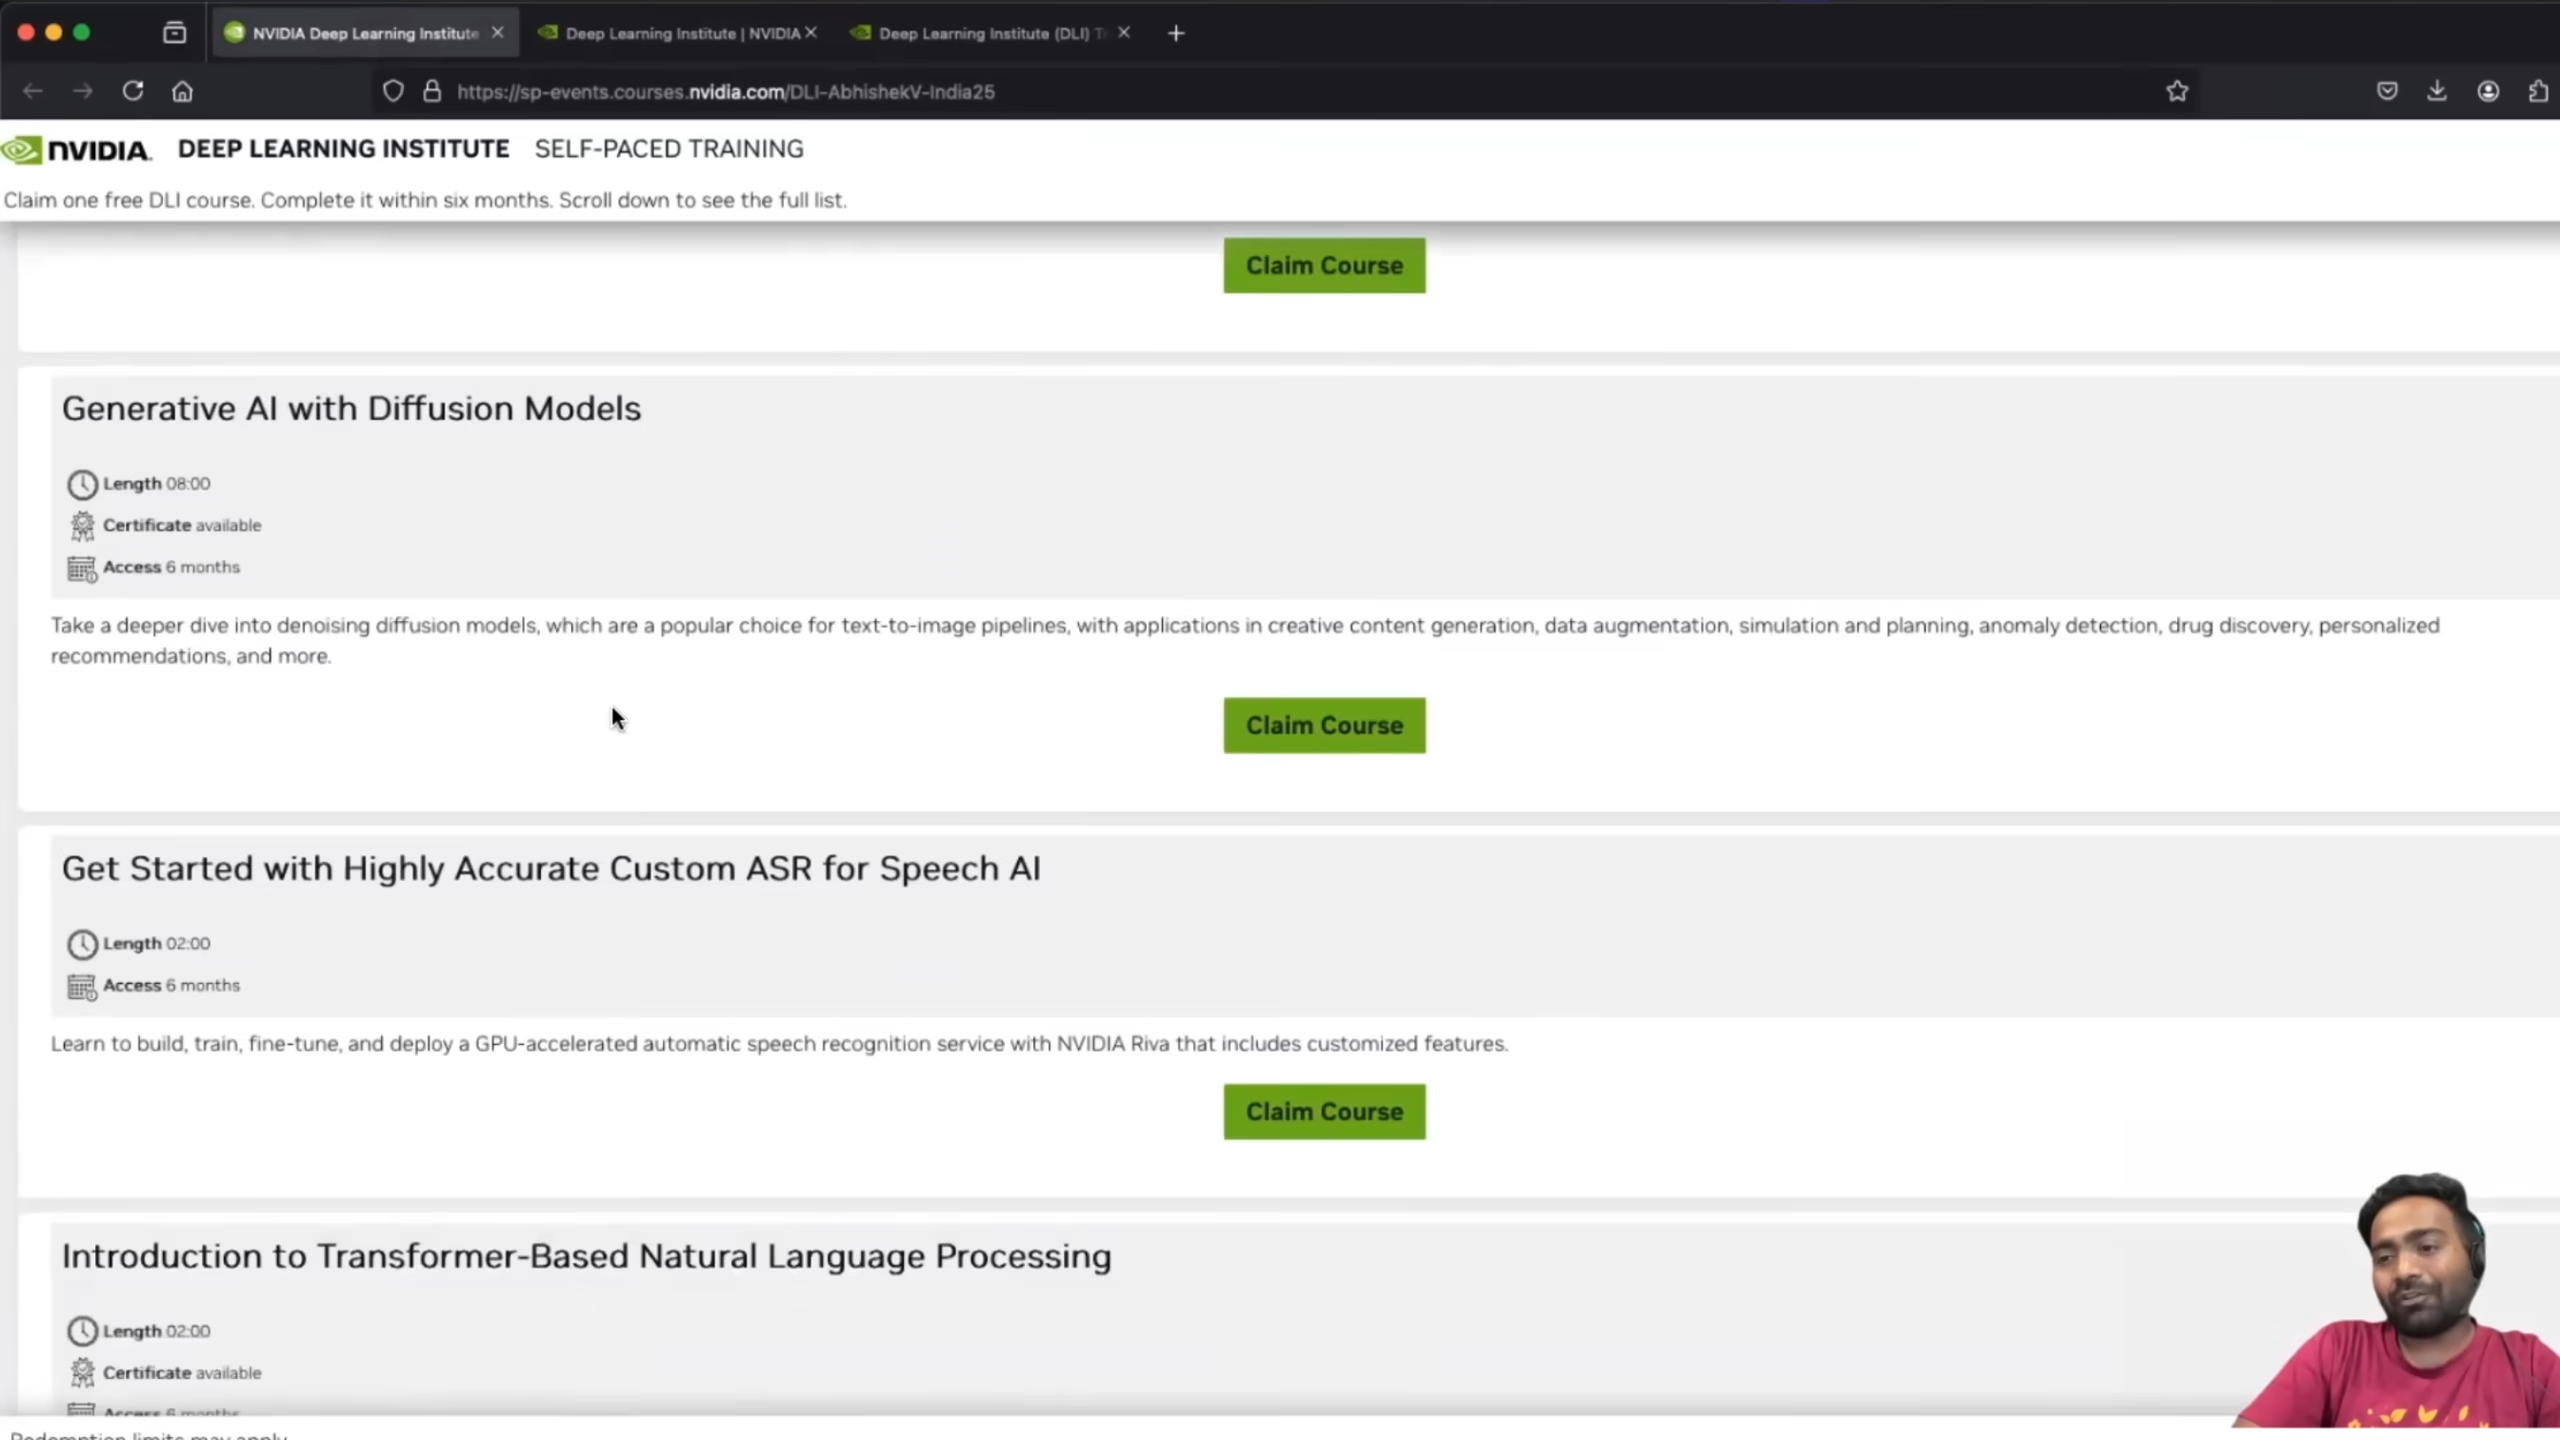 NVIDIA Deep Learning Institute
Deep Learning Institute | NVIDIA
Deep Learning Institute (DLI) T
https://sp-events.courses.nvidia.com/DLI-AbhishekV-India25
NVIDIA. DEEP LEARNING INSTITUTE SELF-PACED TRAINING
Claim one free DLI course. Complete it within six months. Scroll down to see the full list.
Claim Course
Generative AI with Diffusion Models
Length 08:00
Certificate available
Access 6 months
Take a deeper dive into denoising diffusion models, which are a popular choice for text-to-image pipelines, with applications in creative content generation, data augmentation, simulation and planning, anomaly detection, drug discovery, personalized
recommendations, and more.
Claim Course
Get Started with Highly Accurate Custom ASR for Speech AI
Length 02:00
Access 6 months
Learn to build, train, fine-tune, and deploy a GPU-accelerated automatic speech recognition service with NVIDIA Riva that includes customized features.
Claim Course
Introduction to Transformer-Based Natural Language Processing
Length 02:00
Certificate available
Access 6 months
Redemption limits may apply